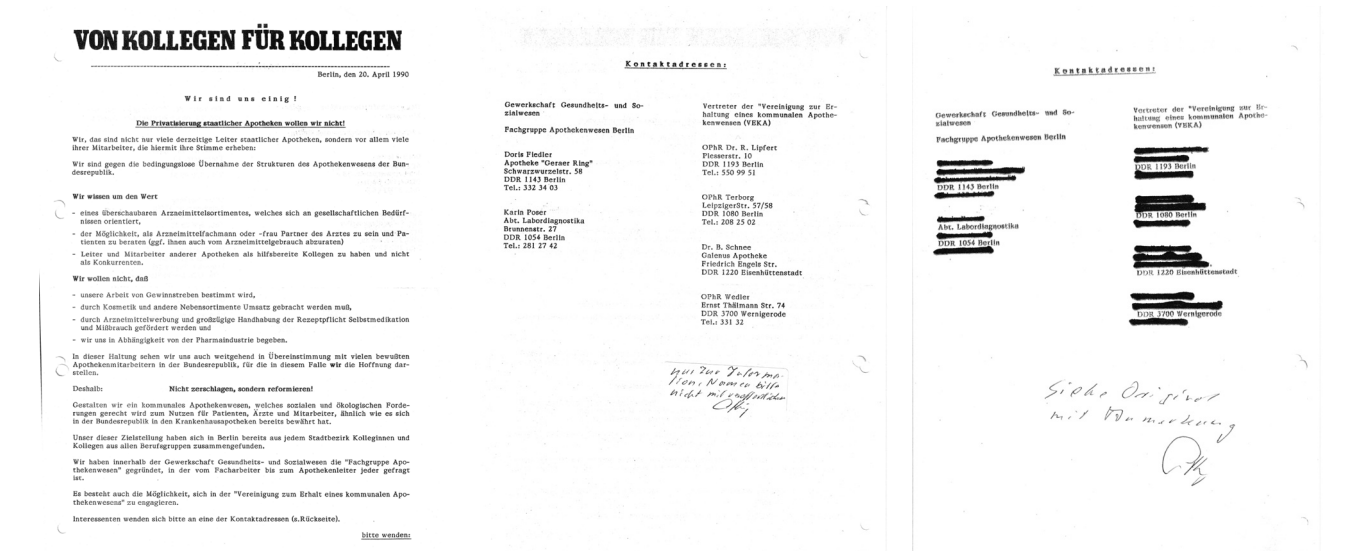 VON KOLLEGEN FÜR KOLLEGEN
Berlin, den 20. April 1990
Wir sind uns einig!
Die Privatisierung staatlicher Apotheken wollen wir nicht!
Wir, das sind nicht nur viele derzeitige Leiter staatlicher Apotheken, sondern vor allem viele
ihrer Mitarbeiter, die hiermit ihre Stimme erheben:
Wir sind gegen die bedingungslose Übernahme der Strukturen des Apothekenwesens der Bun-
desrepublik.
Wir wissen um den Wert
- eines überschaubaren Arzneimittelsortimentes, welches sich an gesellschaftlichen Bedürf-
nissen orientiert,
- der Möglichkeit, als Arzneimittelfachmann oder -frau Partner des Arztes zu sein und Pa-
tienten zu beraten (ggf. ihnen auch vom Arzneimittelgebrauch abzuraten)
- Leiter und Mitarbeiter anderer Apotheken als hilfsbereite Kollegen zu haben und nicht
als Konkurrenten.
Wir wollen nicht, daß
- unsere Arbeit von Gewinnstreben bestimmt wird,
- durch Kosmetik und andere Nebensortimente Umsatz gebracht werden muß,
- durch Arzneimittelwerbung und großzügige Handhabung der Rezeptpflicht Selbstmedikation
und Mißbrauch gefördert werden und
- wir uns in Abhängigkeit von der Pharmaindustrie begeben.
In dieser Haltung sehen wir uns auch weitgehend in Übereinstimmung mit vielen bewußten
Apothekenmitarbeitern in der Bundesrepublik, für die in diesem Falle wir die Hoffnung dar-
stellen.
Deshalb: Nicht zerschlagen, sondern reformieren!
Gestalten wir ein kommunales Apothekenwesen, welches sozialen und ökologischen Forde-
rungen gerecht wird zum Nutzen für Patienten, Ärzte und Mitarbeiter, ähnlich wie es sich
in der Bundesrepublik in den Krankenhausapotheken bereits bewährt hat.
Unser dieser Zielstellung haben sich in Berlin bereits aus jedem Stadtbezirk Kolleginnen und
Kollegen aus allen Berufsgruppen zusammengefunden.
Wir haben innerhalb der Gewerkschaft Gesundheits- und Sozialwesen die "Fachgruppe Apo-
thekenwesen" gegründet, in der vom Facharbeiter bis zum Apothekenleiter jeder gefragt
ist.
Es besteht auch die Möglichkeit, sich in der "Vereinigung zum Erhalt eines kommunalen Apo-
thekenwesens" zu engagieren.
Interessenten wenden sich bitte an eine der Kontaktadressen (s.Rückseite).
bitte wenden:
Kontaktadressen:
Gewerkschaft Gesundheits- und So-
zialwesen
Fachgruppe Apothekenwesen Berlin
Doris Fiedler
Apotheke "Geraer Ring"
Schwarzwurzelstr. 58
DDR 1143 Berlin
Tel.: 332 34 03
Karin Poser
Abt. Labordiagnostika
Brunnenstr. 27
DDR 1054 Berlin
Tel.: 281 27 42
Vertreter der "Vereinigung zur Er-
haltung eines kommunalen Apothe-
kenwensen (VEKA)
OPhR Dr. R. Lipfert
Plesserstr. 10
DDR 1193 Berlin
Tel.: 550 99 51
OPhR Terborg
LeipzigerStr. 57/58
DDR 1080 Berlin
Tel.: 208 25 02
Dr. B. Schnee
Galenus Apotheke
Friedrich Engels Str.
DDR 1220 Eisenhüttenstadt
OPhR Wedler
Ernst Thälmann Str. 74
DDR 3700 Wernigerode
Tel.: 331 32
nur zur Informa-
tion, Namen bitte
nicht mit veröffentlichen
Kontaktadressen:
Gewerkschaft Gesundheits- und So-
zialwesen
Fachgruppe Apothekenwesen Berlin
DDR 1143 Berlin
Abt. Labordiagnostika
DDR 1054 Berlin
Vertreter der "Vereinigung zur Er-
haltung eines kommunalen Apothe-
kenwensen (VEKA)
DDR 1193 Berlin
DDR 1080 Berlin
DDR 1220 Eisenhüttenstadt
DDR 3700 Wernigerode
Siehe Original
mit Bemerkung